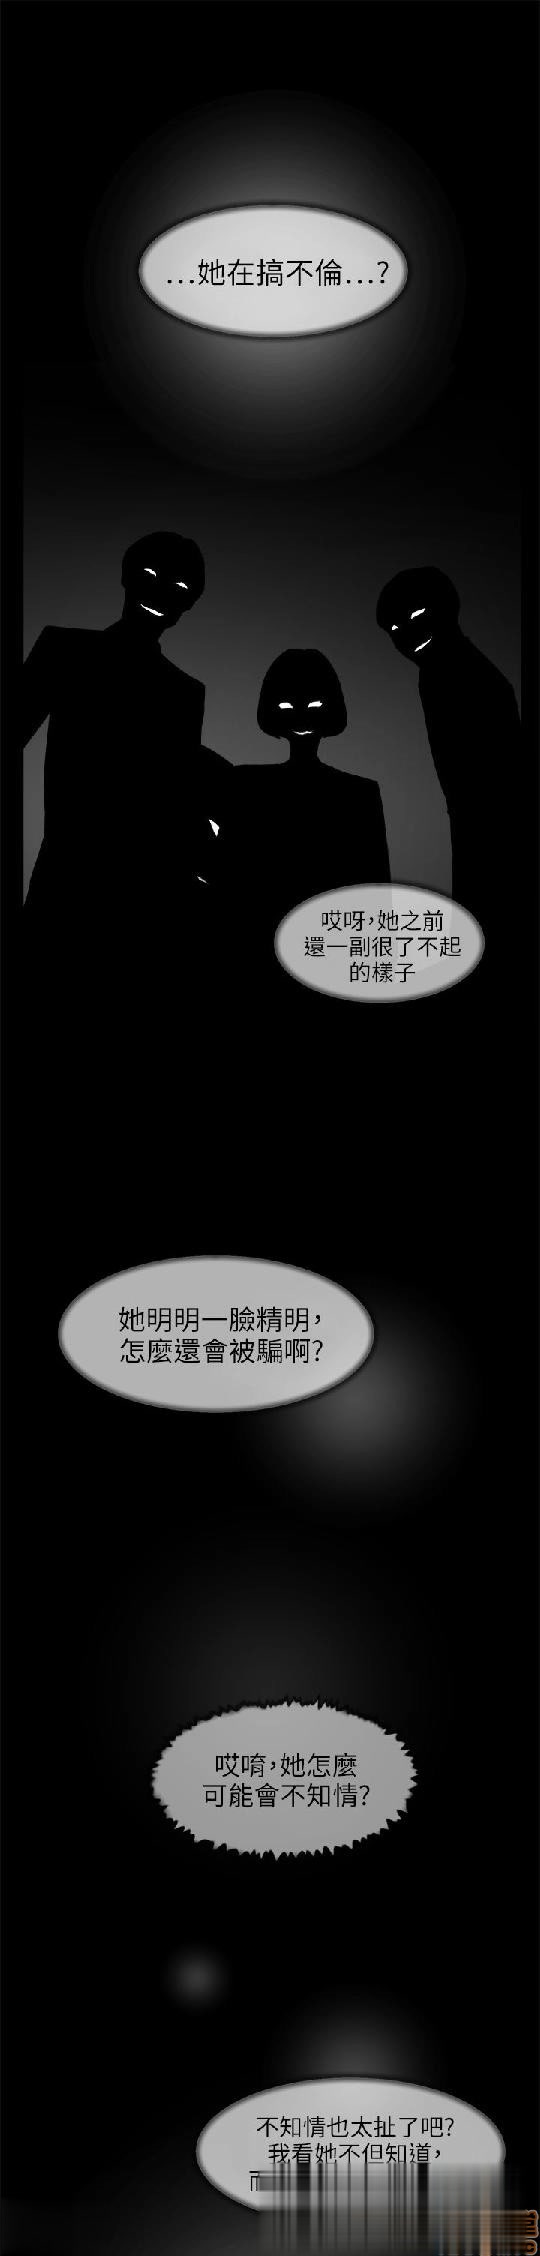 …她在搞不倫…?
哎呀，她之前
還一副很了不起
的樣子
她明明一臉精明，
怎麼還會被騙啊?
哎唷，她怎麼
可能會不知情?
不知情也太扯了吧?
我看她不但知道，
而